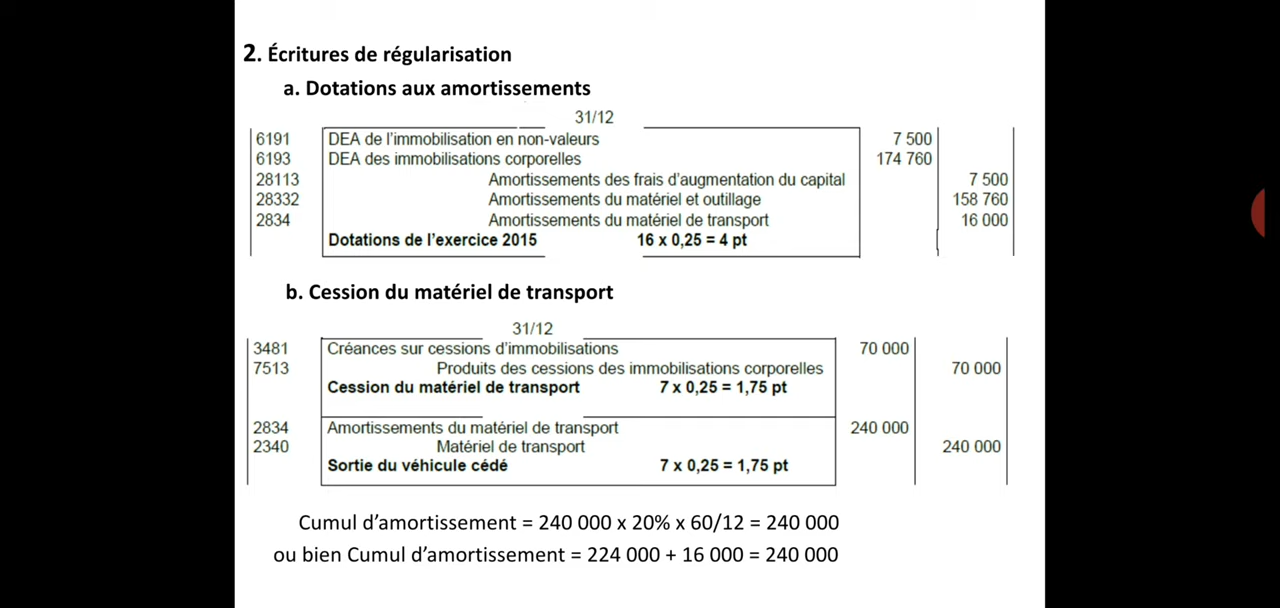 2. Écritures de régularisation
a. Dotations aux amortissements
31/12
6191 DEA de l'immobilisation en non-valeurs 7 500
6193 DEA des immobilisations corporelles 174 760
28113 Amortissements des frais d'augmentation du capital 7 500
28332 Amortissements du matériel et outillage 158 760
2834 Amortissements du matériel de transport 16 000
Dotations de l'exercice 2015 16 x 0,25 = 4 pt
b. Cession du matériel de transport
31/12
3481 Créances sur cessions d'immobilisations 70 000
7513 Produits des cessions des immobilisations corporelles 70 000
Cession du matériel de transport 7 x 0,25 = 1,75 pt
2834 Amortissements du matériel de transport 240 000
2340 Matériel de transport 240 000
Sortie du véhicule cédé 7 x 0,25 = 1,75 pt
Cumul d'amortissement = 240 000 x 20% x 60/12 = 240 000
ou bien Cumul d'amortissement = 224 000 + 16 000 = 240 000